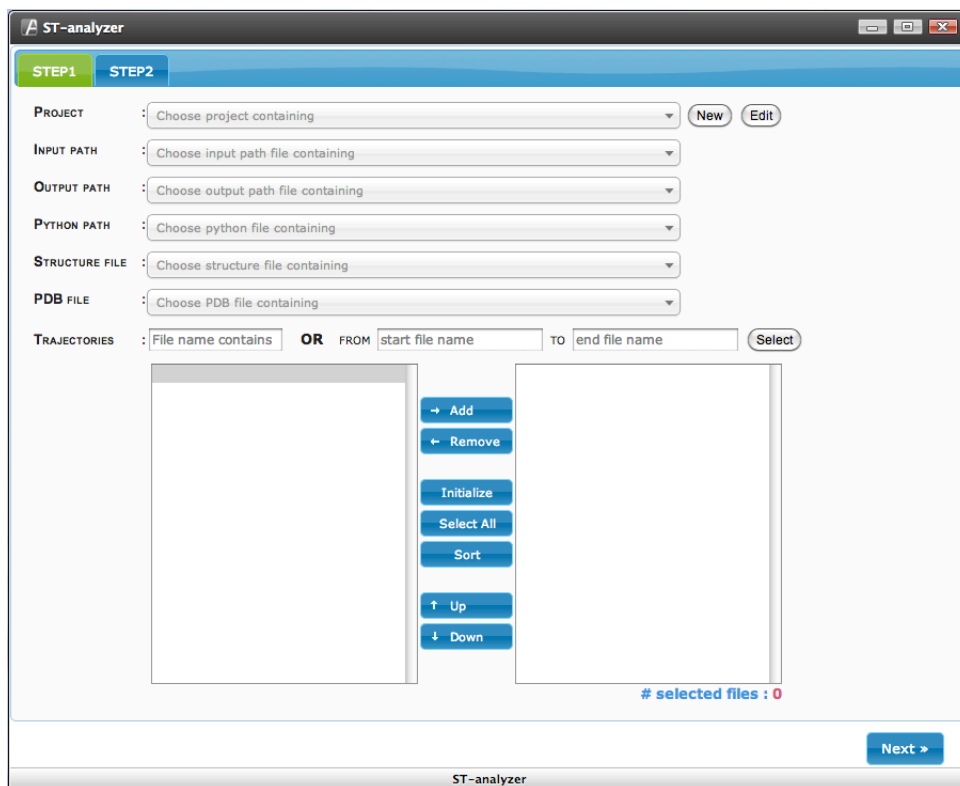 ST-analyzer
STEP1 STEP2
PROJECT : Choose project containing New Edit
INPUT PATH : Choose input path file containing
OUTPUT PATH : Choose output path file containing
PYTHON PATH : Choose python file containing
STRUCTURE FILE : Choose structure file containing
PDB FILE : Choose PDB file containing
TRAJECTORIES : File name contains OR FROM start file name TO end file name Select
→ Add
← Remove
Initialize
Select All
Sort
↑ Up
↓ Down
# selected files : 0
Next »
ST-analyzer